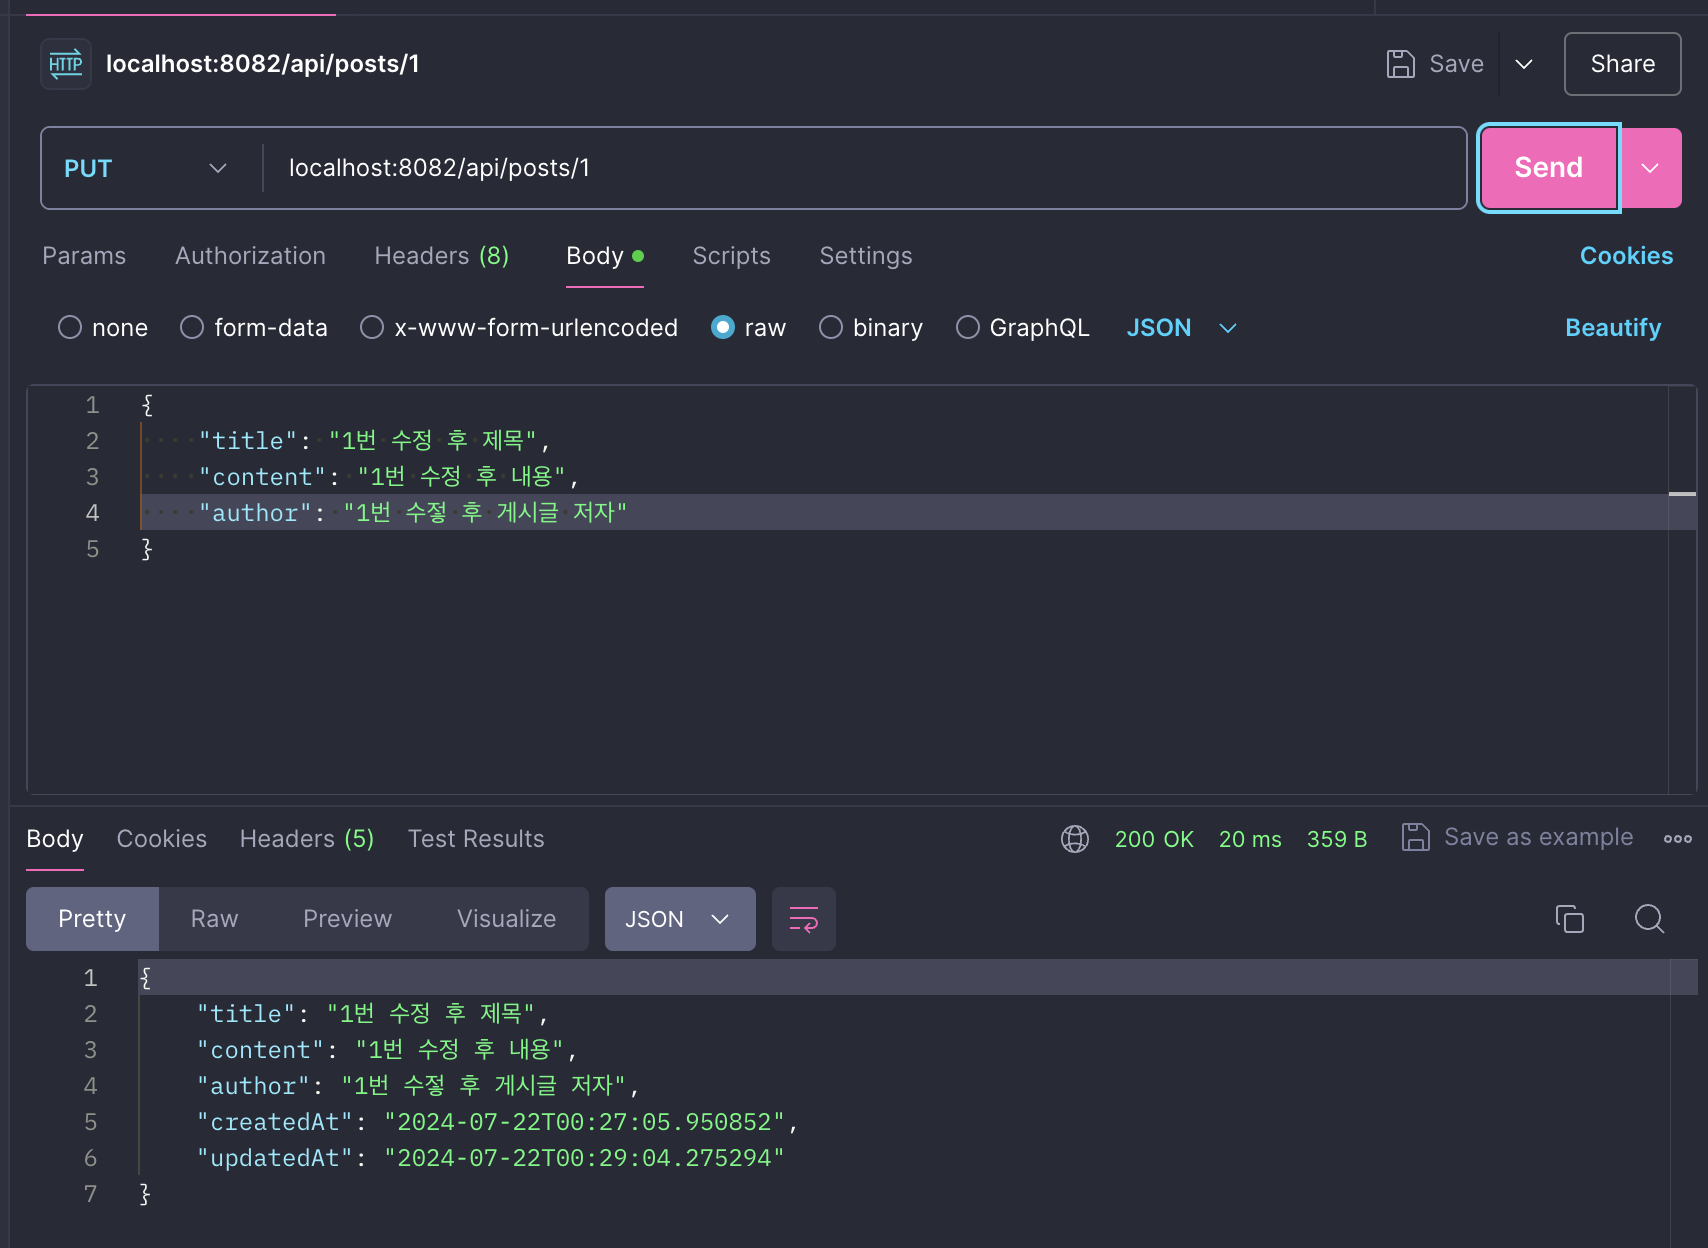 HTTP localhost:8082/api/posts/1 Save Share
PUT localhost:8082/api/posts/1 Send
Params Authorization Headers (8) Body Scripts Settings Cookies
none form-data x-www-form-urlencoded raw binary GraphQL JSON Beautify
1 {
2 "title": "1번 수정 후 제목",
3 "content": "1번 수정 후 내용",
4 "author": "1번 수젛 후 게시글 저자"
5 }
Body Cookies Headers (5) Test Results 200 OK 20 ms 359 B Save as example
Pretty Raw Preview Visualize JSON
1 {
2 "title": "1번 수정 후 제목",
3 "content": "1번 수정 후 내용",
4 "author": "1번 수젛 후 게시글 저자",
5 "createdAt": "2024-07-22T00:27:05.950852",
6 "updatedAt": "2024-07-22T00:29:04.275294"
7 }